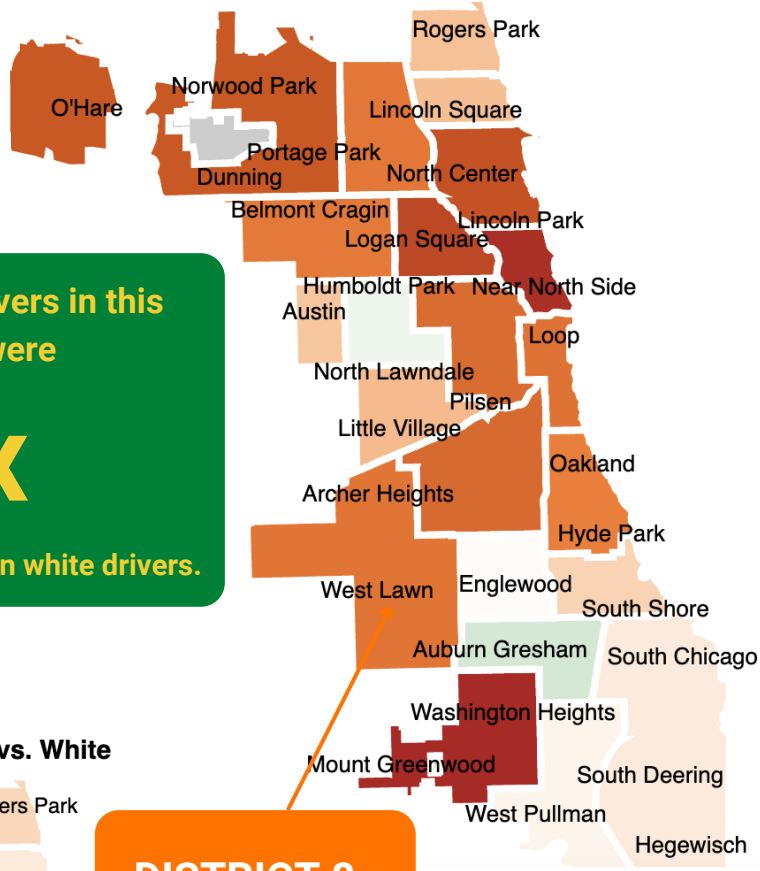 Rogers Park
Norwood Park
O'Hare
Lincoln Square
Portage Park
North Center
Dunning
Belmont Cragin
Lincoln Park
Logan Square
Humboldt Park
Near North Side
Austin
Loop
North Lawndale
Pilsen
Little Village
Oakland
Archer Heights
Hyde Park
West Lawn
Englewood
South Shore
Auburn Gresham
South Chicago
Washington Heights
Mount Greenwood
South Deering
West Pullman
Hegewisch
vers in this
were
x
n white drivers.
vs. White
ers Park
DISTRICT 8